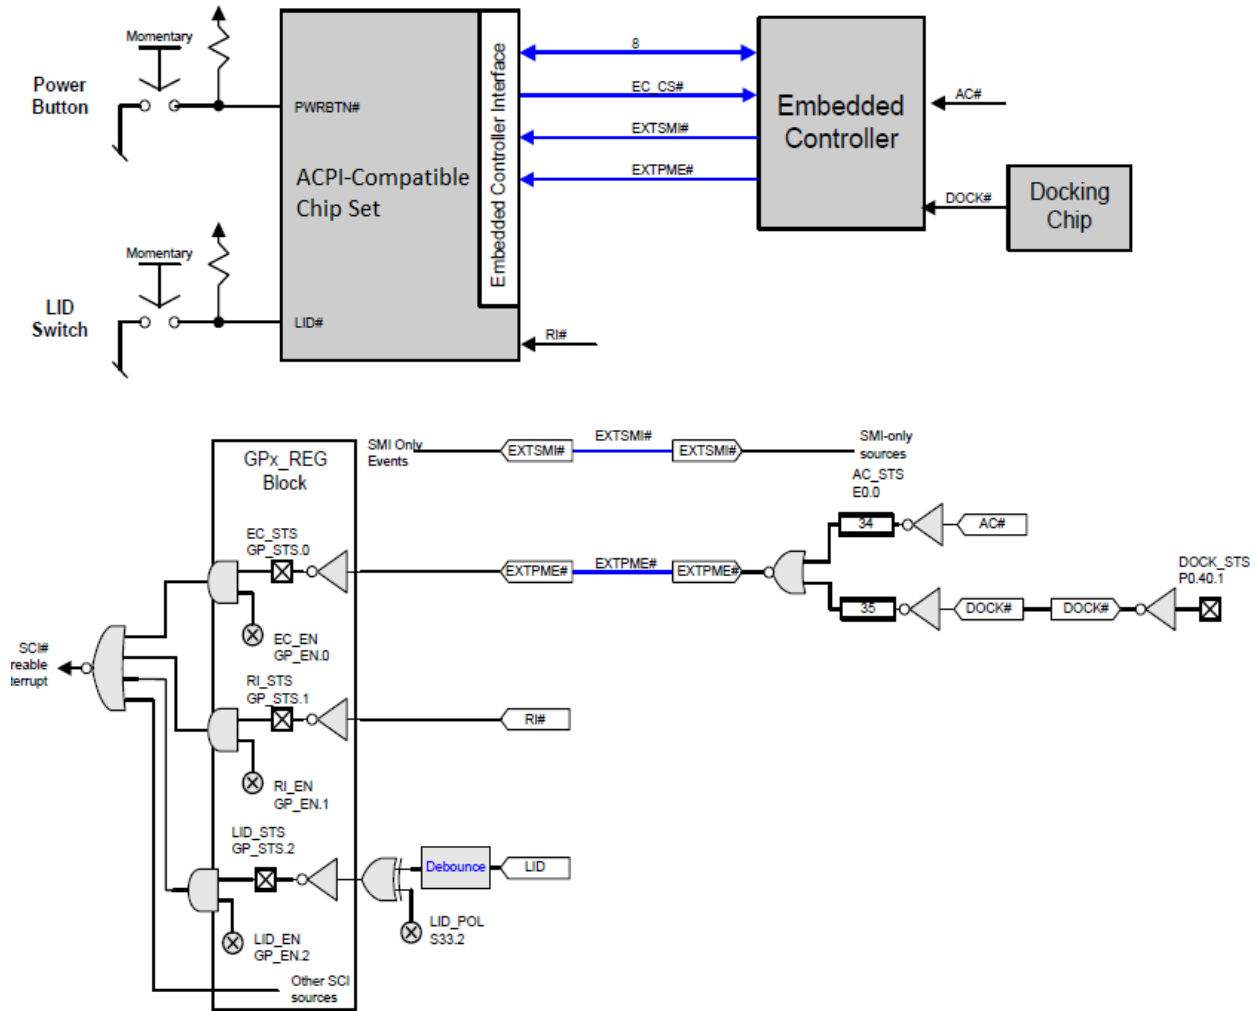 Momentary
Power
Button
PWRBTN#
ACPI-Compatible
Chip Set
Embedded Controller Interface
8
EC_CS#
EXTSMI#
EXTPME#
Embedded
Controller
AC#
DOCK#
Docking
Chip
Momentary
LID
Switch
LID#
RI#
GPx_REG
Block
SMI Only
Events
EXTSMI#
EXTSMI#
EXTSMI#
SMI-only
sources
AC_STS
E0.0
34
AC#
EC_STS
GP_STS.0
EXTPME#
EXTPME#
EXTPME#
DOCK_STS
P0.40.1
35
DOCK#
DOCK#
EC_EN
GP_EN.0
SCI#
reable
terrupt
RI_STS
GP_STS.1
RI#
RI_EN
GP_EN.1
LID_STS
GP_STS.2
Debounce
LID
LID_POL
S33.2
LID_EN
GP_EN.2
Other SCI
sources